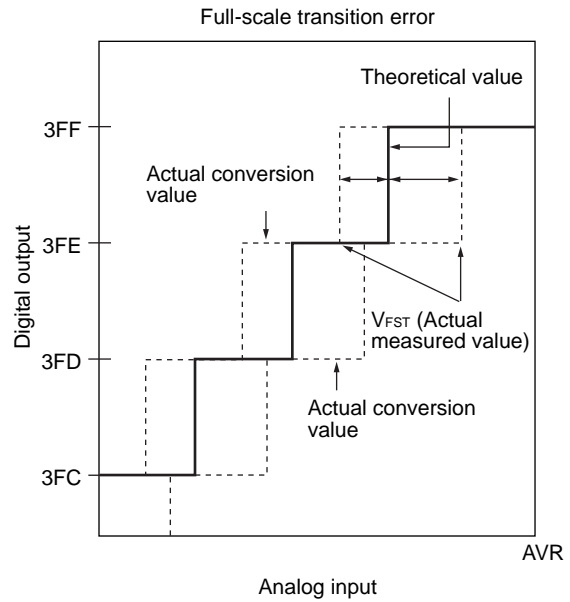 Full-scale transition error
Theoretical value
3FF
Actual conversion
value
3FE
Digital output
VFST (Actual
measured value)
3FD
Actual conversion
value
3FC
AVR
Analog input